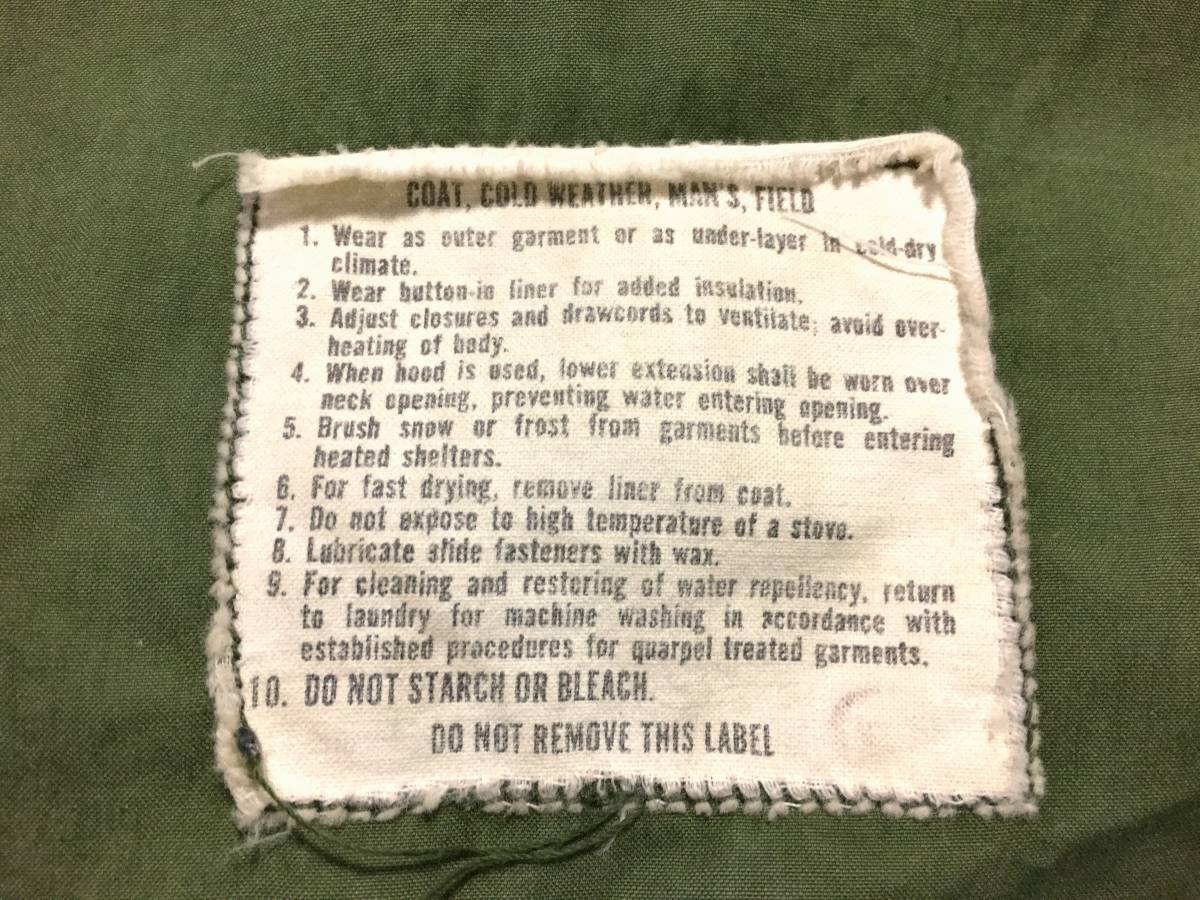 COAT, COLD WEATHER, MAN'S, FIELD
1. Wear as outer garment or as under-layer in cold-dry
climate.
2. Wear button-in liner for added insulation.
3. Adjust closures and drawcords to ventilate; avoid over-
heating of body.
4. When hood is used, lower extension shall be worn over
neck opening, preventing water entering opening.
5. Brush snow or frost from garments before entering
heated shelters.
6. For fast drying, remove liner from coat.
7. Do not expose to high temperature of a stove.
8. Lubricate slide fasteners with wax.
9. For cleaning and restoring of water repellency, return
to laundry for machine washing in accordance with
established procedures for quarpel treated garments.
10. DO NOT STARCH OR BLEACH.
DO NOT REMOVE THIS LABEL